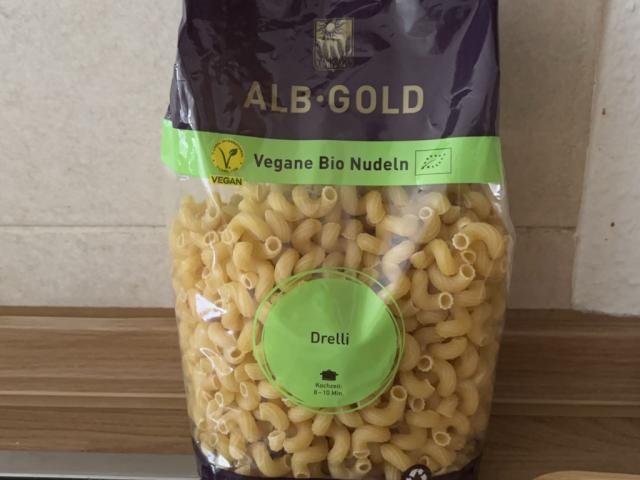 ALB·GOLD
Vegane Bio Nudeln
VEGAN
Drelli
Kochzeit:
8–10 Min.